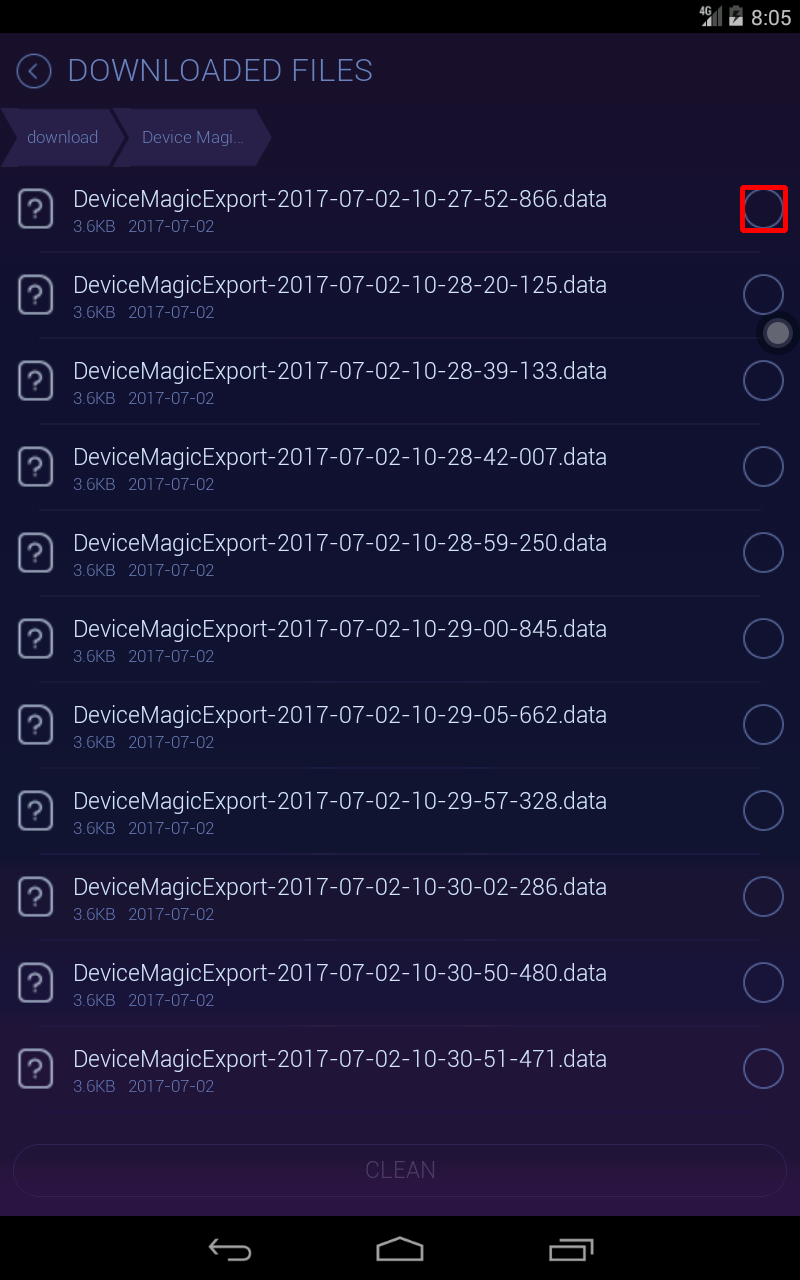 4G 8:05
DOWNLOADED FILES
download Device Magi...
DeviceMagicExport-2017-07-02-10-27-52-866.data
3.6KB 2017-07-02
DeviceMagicExport-2017-07-02-10-28-20-125.data
3.6KB 2017-07-02
DeviceMagicExport-2017-07-02-10-28-39-133.data
3.6KB 2017-07-02
DeviceMagicExport-2017-07-02-10-28-42-007.data
3.6KB 2017-07-02
DeviceMagicExport-2017-07-02-10-28-59-250.data
3.6KB 2017-07-02
DeviceMagicExport-2017-07-02-10-29-00-845.data
3.6KB 2017-07-02
DeviceMagicExport-2017-07-02-10-29-05-662.data
3.6KB 2017-07-02
DeviceMagicExport-2017-07-02-10-29-57-328.data
3.6KB 2017-07-02
DeviceMagicExport-2017-07-02-10-30-02-286.data
3.6KB 2017-07-02
DeviceMagicExport-2017-07-02-10-30-50-480.data
3.6KB 2017-07-02
DeviceMagicExport-2017-07-02-10-30-51-471.data
3.6KB 2017-07-02
CLEAN